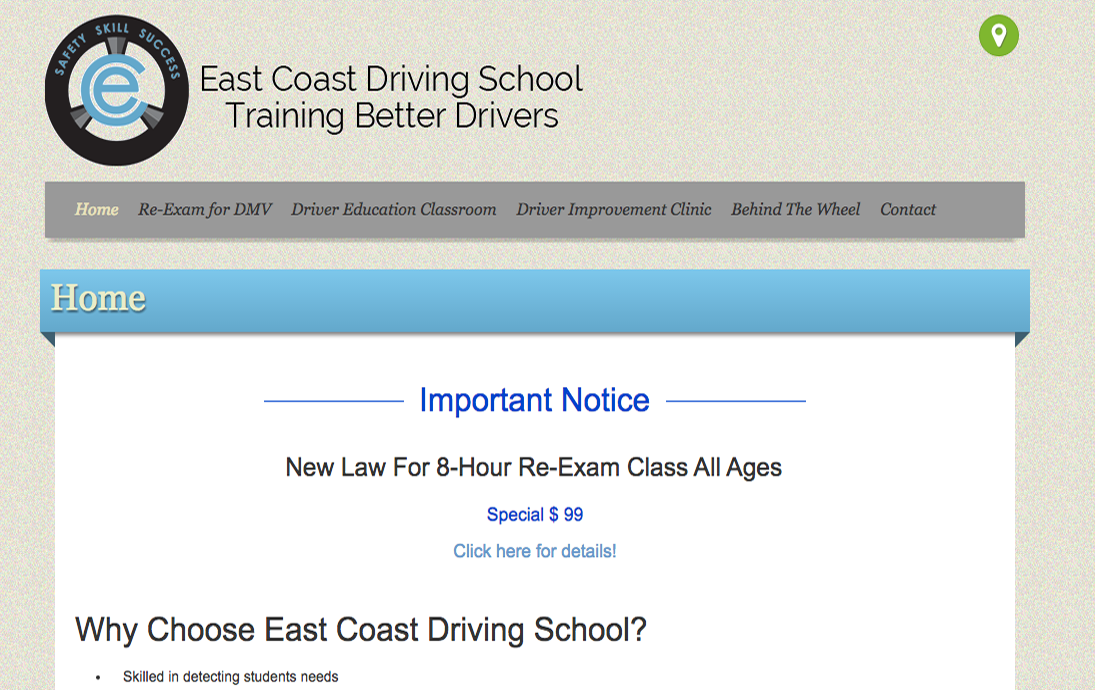 SAFETY SKILL SUCCESS
East Coast Driving School
Training Better Drivers
Home Re-Exam for DMV Driver Education Classroom Driver Improvement Clinic Behind The Wheel Contact
Home
Important Notice
New Law For 8-Hour Re-Exam Class All Ages
Special $ 99
Click here for details!
Why Choose East Coast Driving School?
• Skilled in detecting students needs